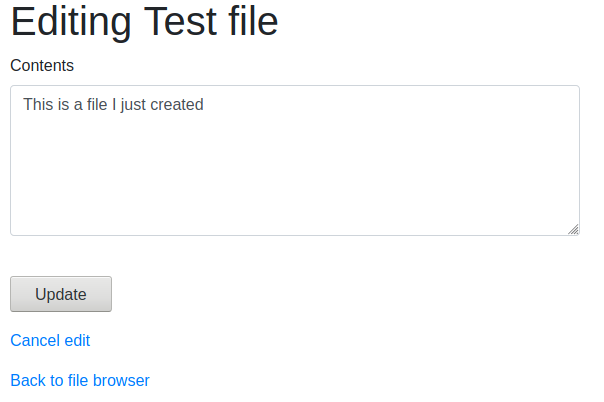 Editing Test file
Contents
This is a file I just created
Update
Cancel edit
Back to file browser